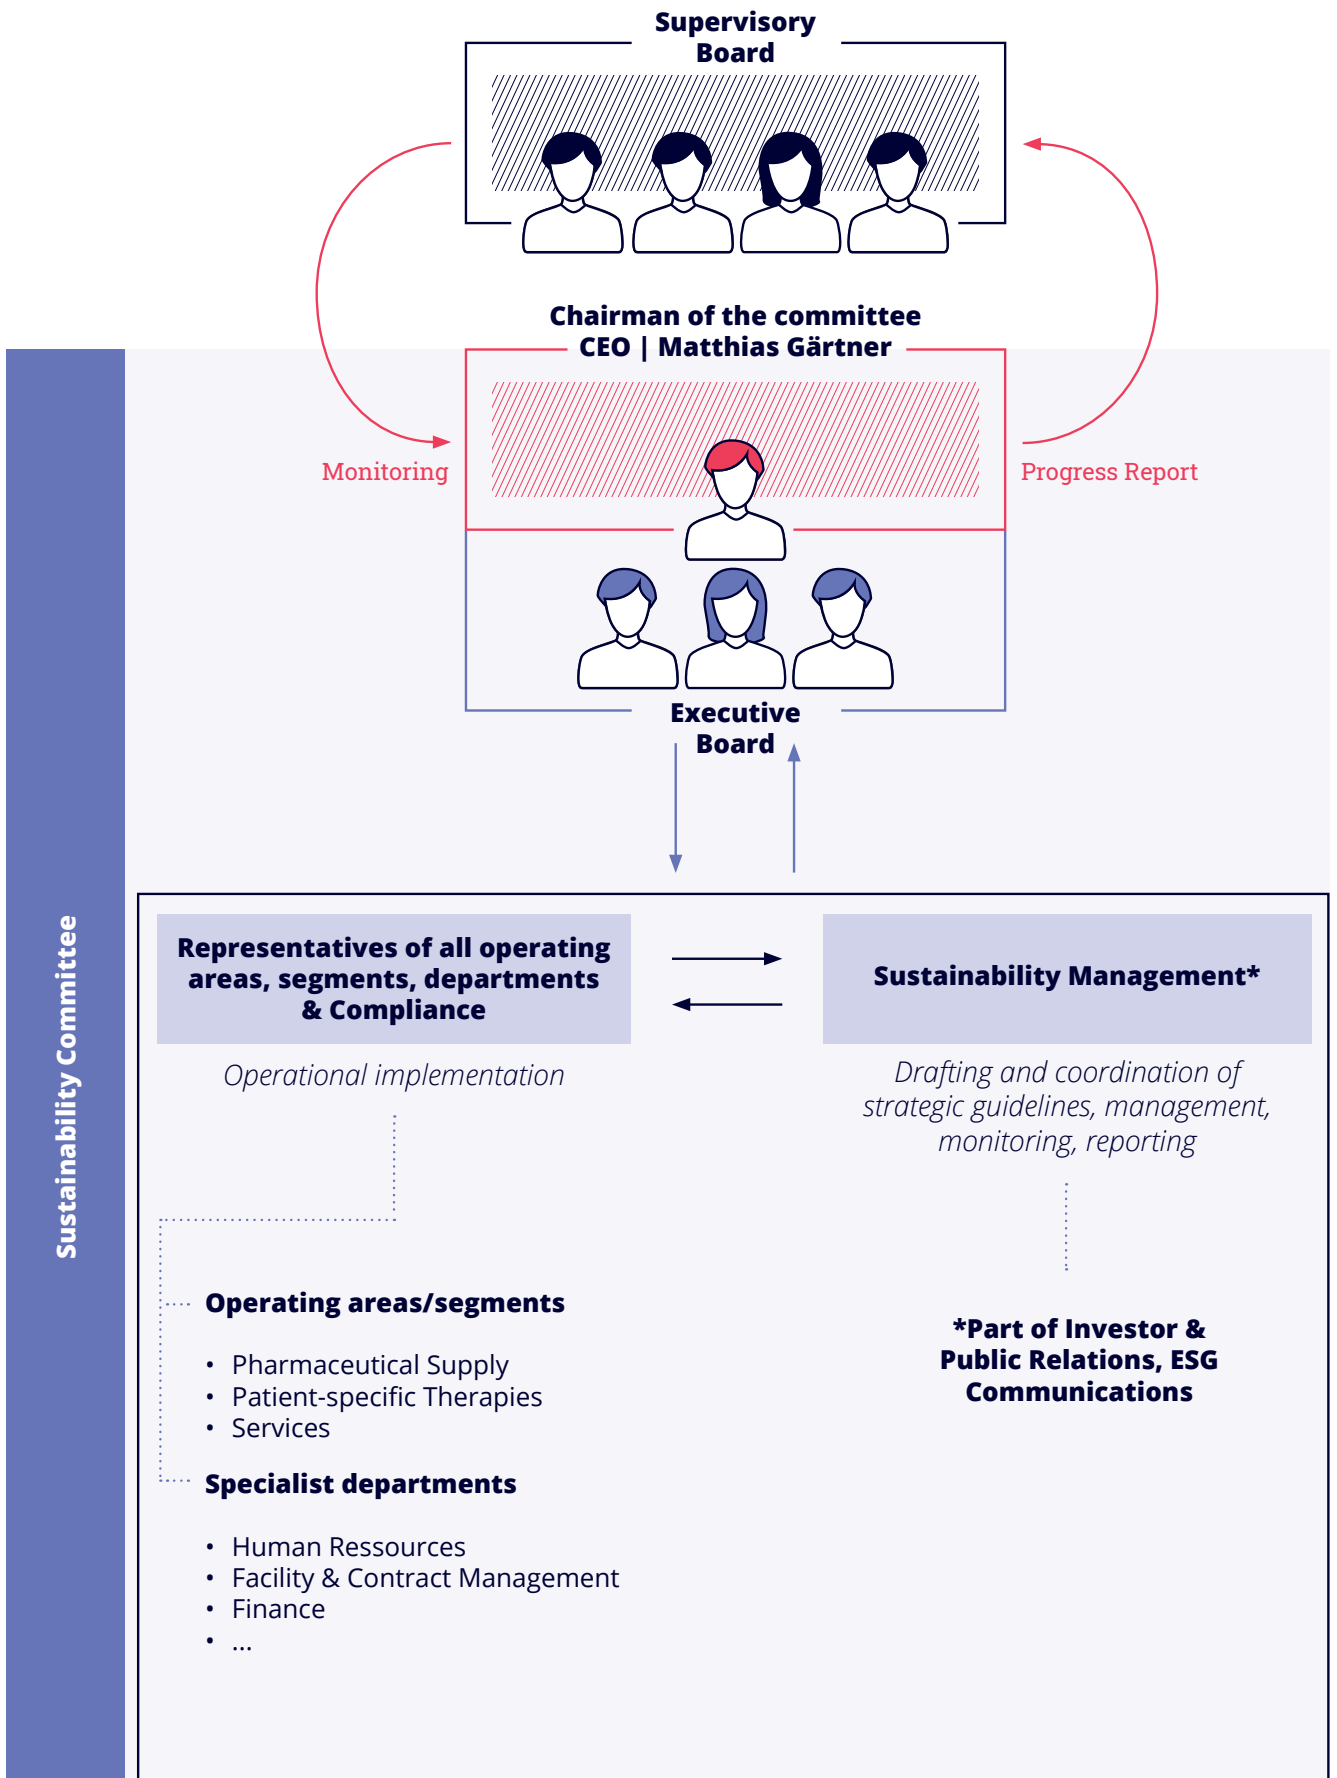 Supervisory
Board
Chairman of the committee
CEO | Matthias Gärtner
Monitoring
Progress Report
Executive
Board
Sustainability Committee
Representatives of all operating
areas, segments, departments
& Compliance
Operational implementation
Sustainability Management*
Drafting and coordination of
strategic guidelines, management,
monitoring, reporting
Operating areas/segments
• Pharmaceutical Supply
• Patient-specific Therapies
• Services
Specialist departments
• Human Ressources
• Facility & Contract Management
• Finance
• ...
*Part of Investor &
Public Relations, ESG
Communications